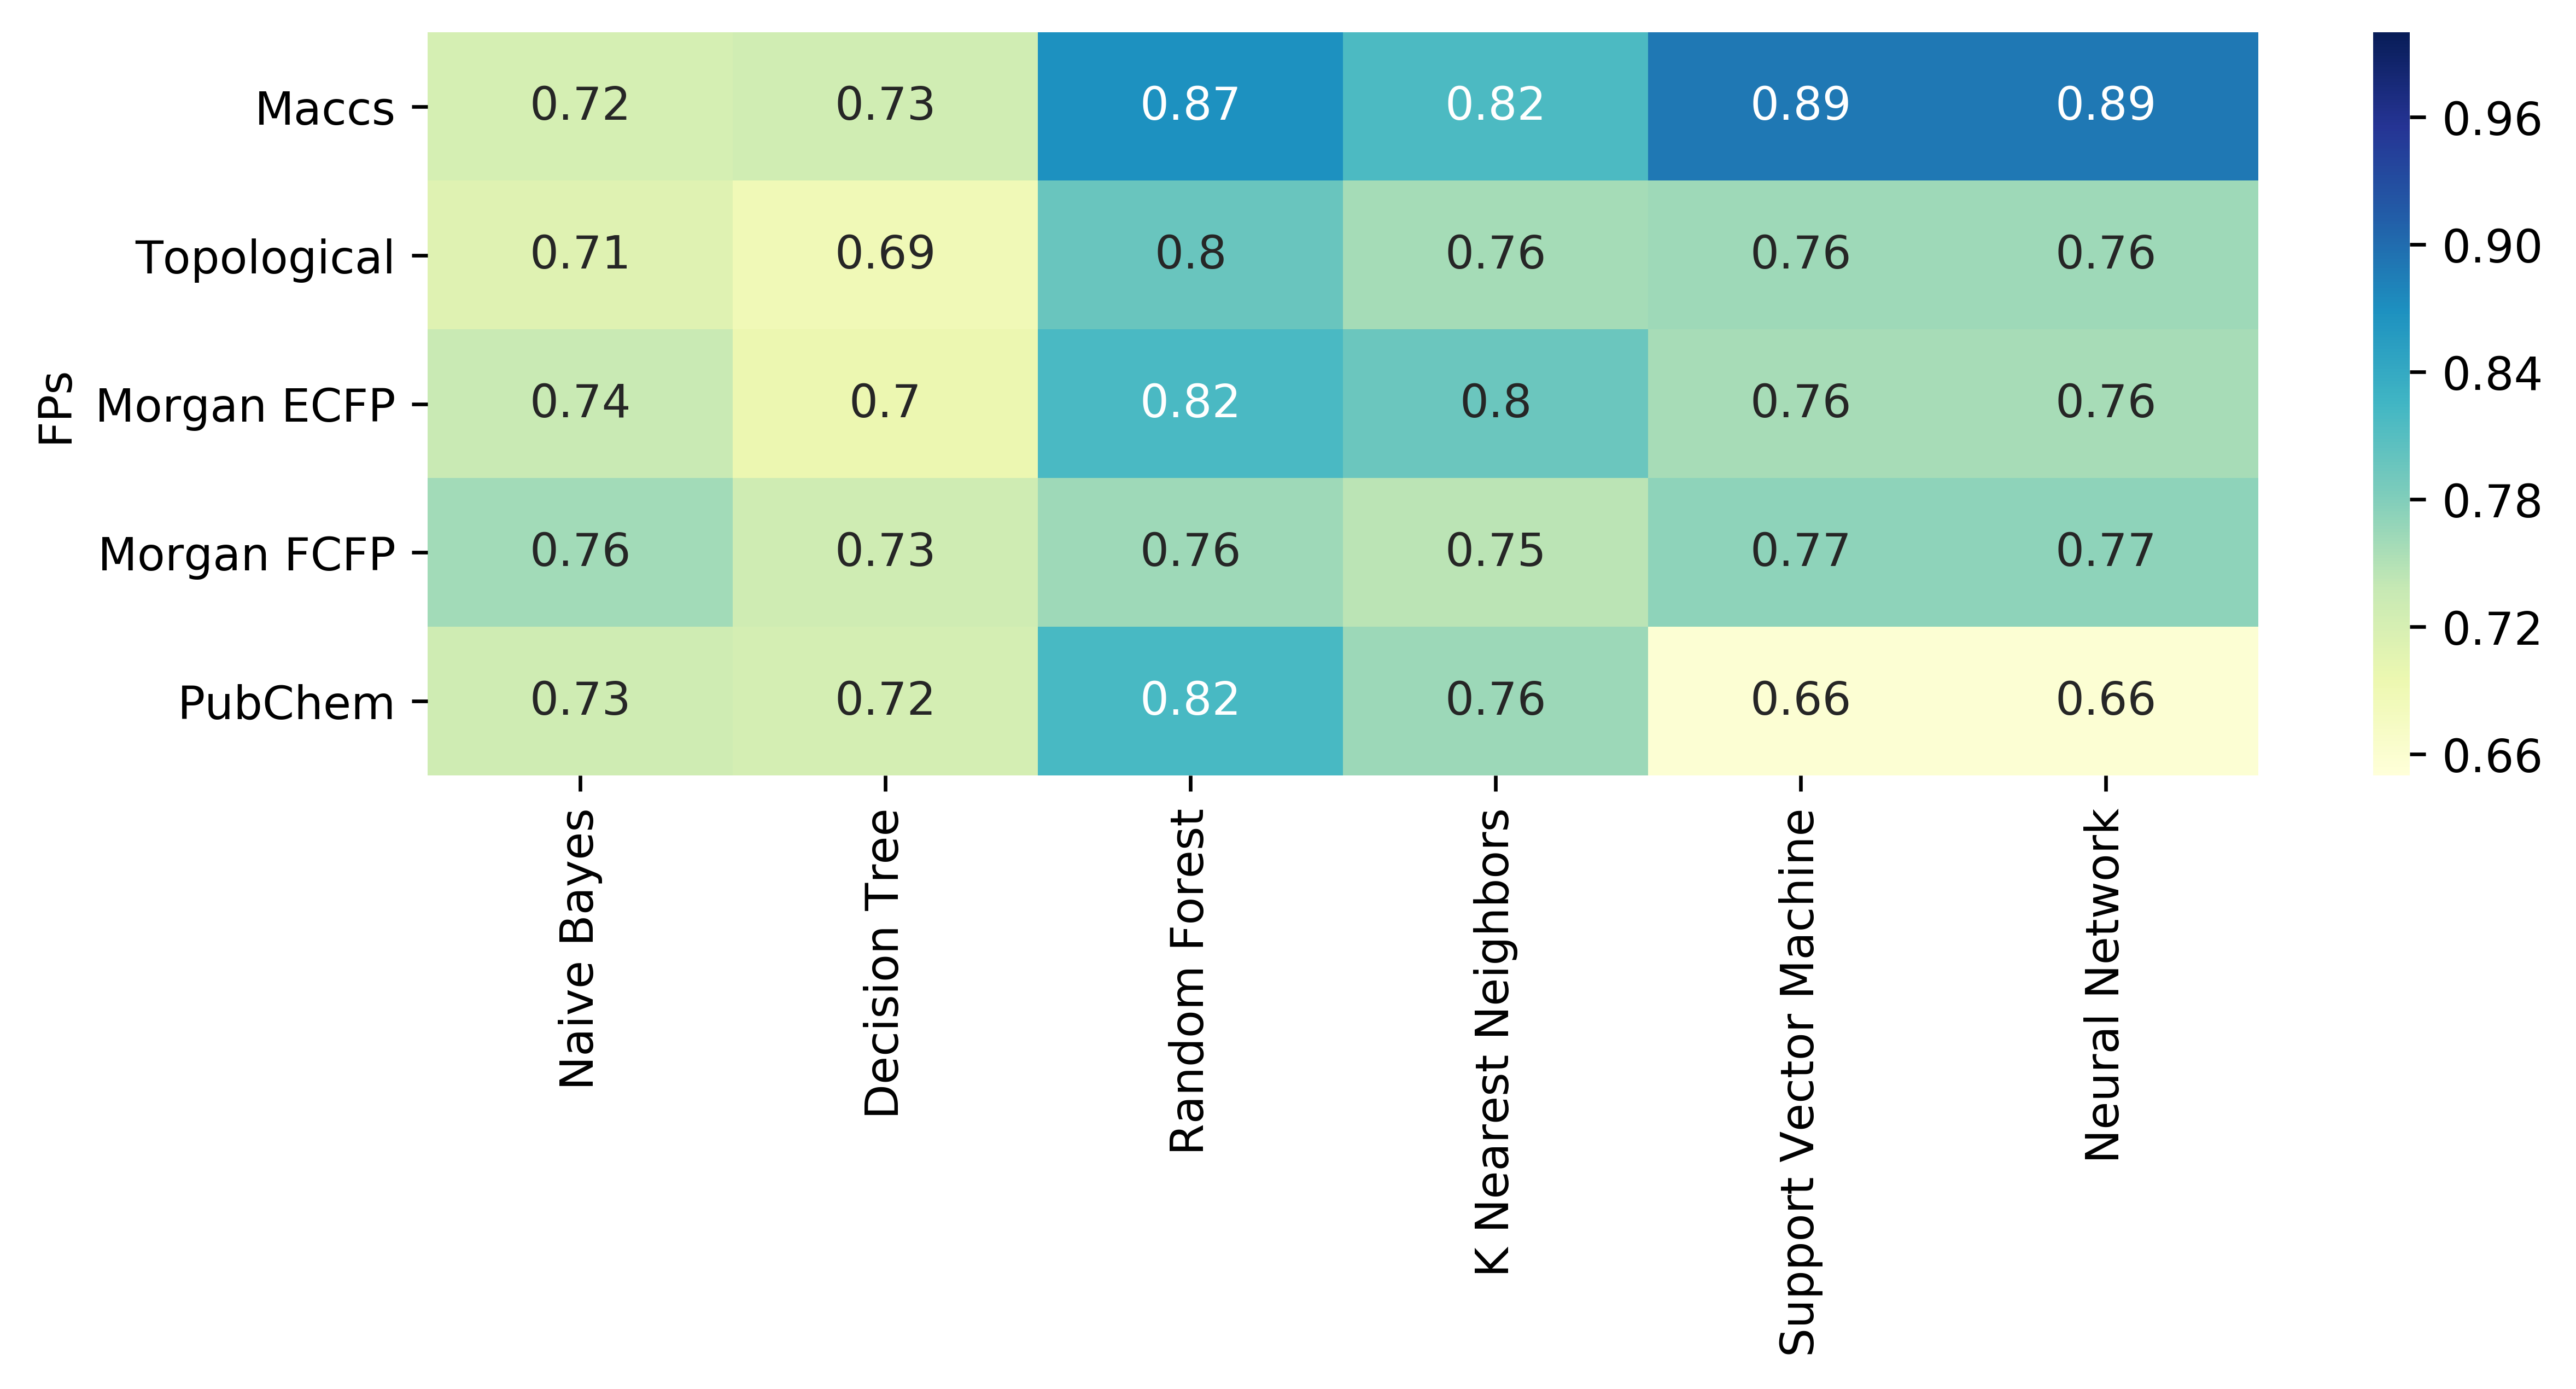 FPs
Maccs 0.72 0.73 0.87 0.82 0.89 0.89
Topological 0.71 0.69 0.8 0.76 0.76 0.76
Morgan ECFP 0.74 0.7 0.82 0.8 0.76 0.76
Morgan FCFP 0.76 0.73 0.76 0.75 0.77 0.77
PubChem 0.73 0.72 0.82 0.76 0.66 0.66
Naive Bayes
Decision Tree
Random Forest
K Nearest Neighbors
Support Vector Machine
Neural Network
0.96
0.90
0.84
0.78
0.72
0.66